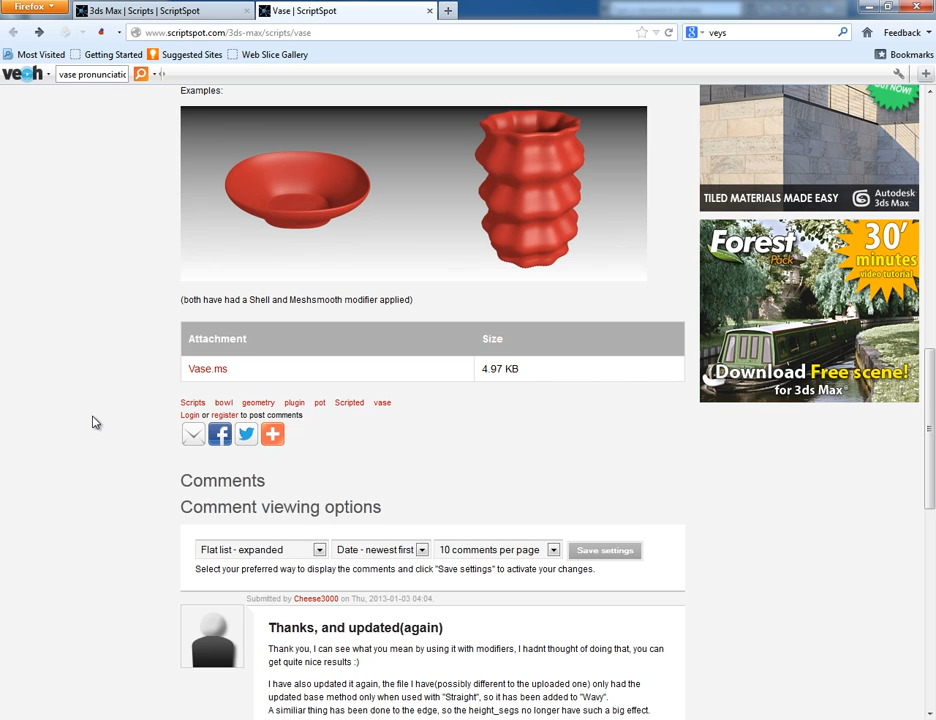 Firefox
3ds Max | Scripts | ScriptSpot
Vase | ScriptSpot
www.scriptspot.com/3ds-max/scripts/vase
veys
Feedback
Most Visited
Getting Started
Suggested Sites
Web Slice Gallery
Bookmarks
veoh
vase pronunciatic
Examples:
OUT NOW!
TILED MATERIALS MADE EASY
Autodesk
3ds Max
Forest
Pack
30'
minutes
video tutorial
Download Free scene!
for 3ds Max
(both have had a Shell and Meshsmooth modifier applied)
Attachment Size
Vase.ms 4.97 KB
Scripts bowl geometry plugin pot Scripted vase
Login or register to post comments
Comments
Comment viewing options
Flat list - expanded Date - newest first 10 comments per page Save settings
Select your preferred way to display the comments and click "Save settings" to activate your changes.
Submitted by Cheese3000 on Thu, 2013-01-03 04:04.
Thanks, and updated(again)
Thank you, I can see what you mean by using it with modifiers, I hadnt thought of doing that, you can
get quite nice results :)
I have also updated it again, the file I have(possibly different to the uploaded one) only had the
updated base method only when used with "Straight", so it has been added to "Wavy".
A similiar thing has been done to the edge, so the height_segs no longer have such a big effect.